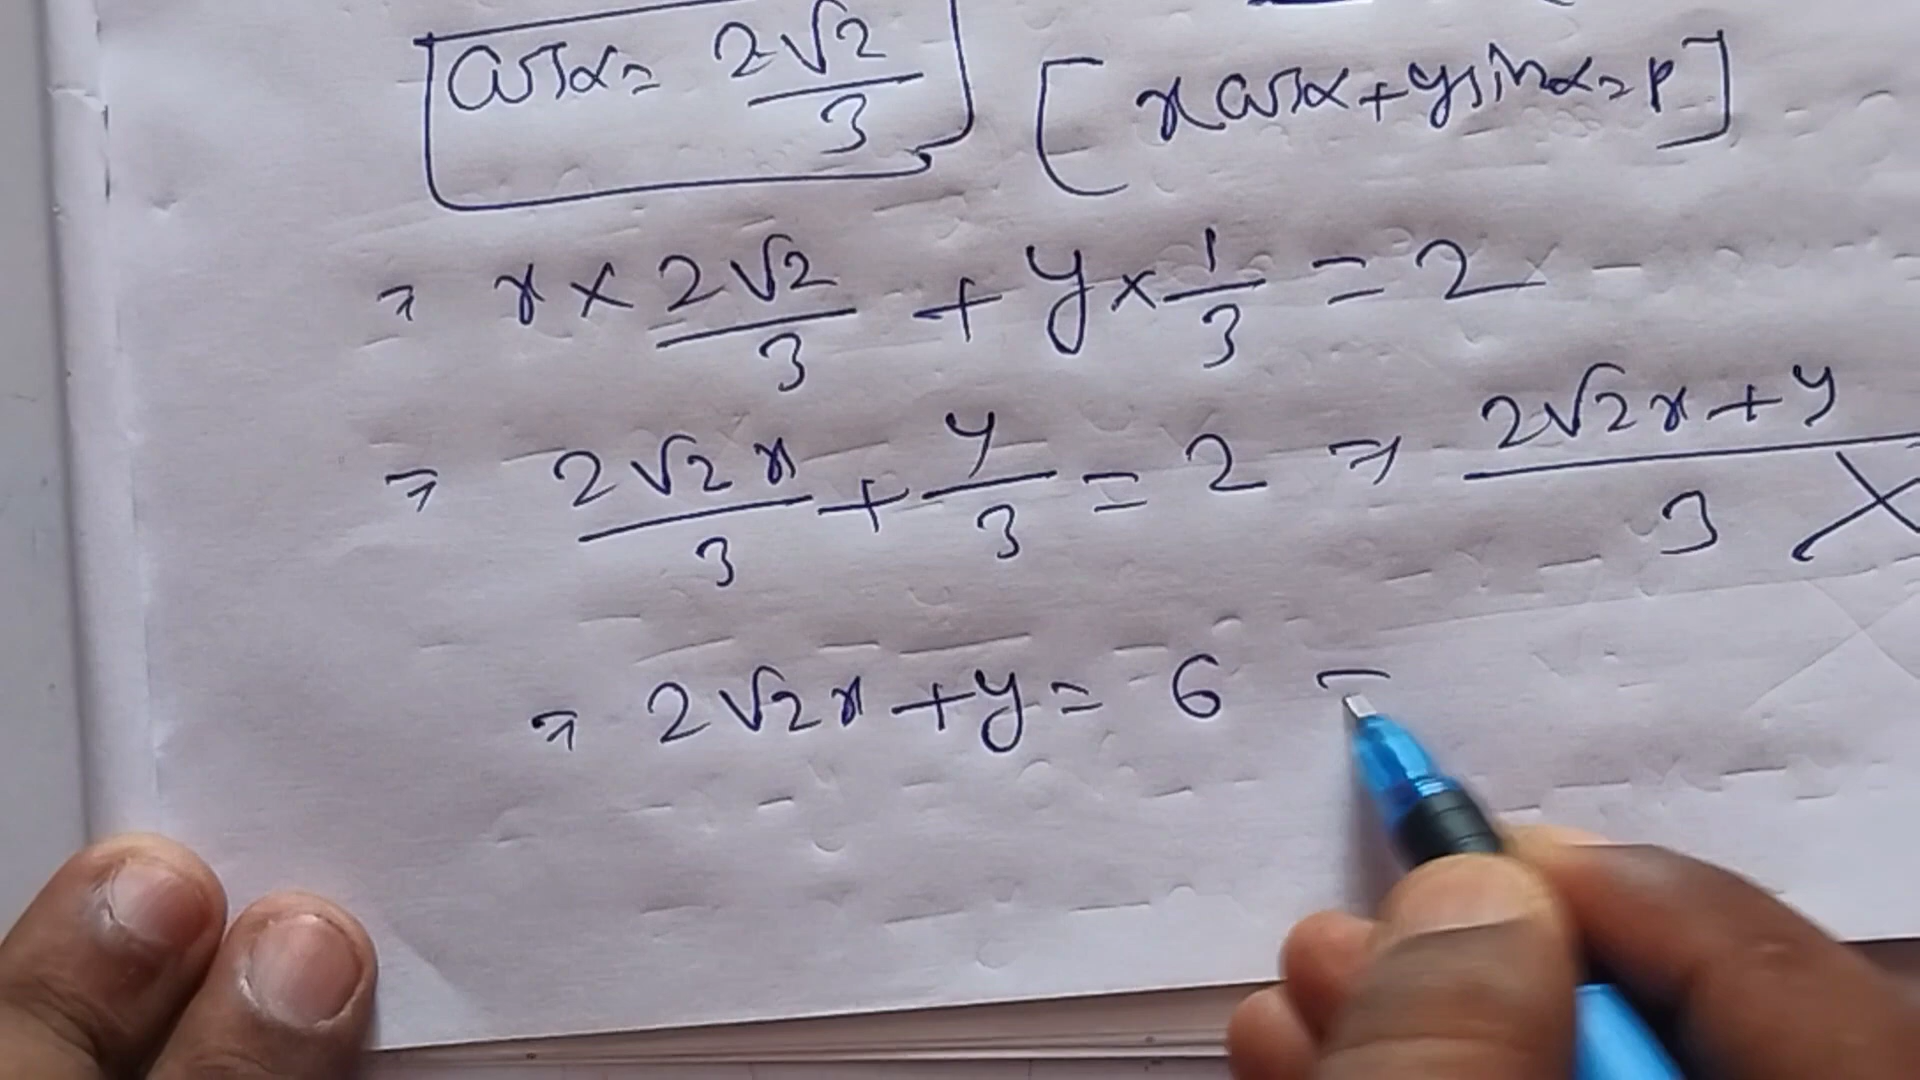 cosα = 2√2/3 [x cosα + y sinα = p]
⇒ x × 2√2/3 + y × 1/3 = 2
⇒ 2√2x/3 + y/3 = 2 ⇒ 2√2x + y/3
⇒ 2√2x + y = 6